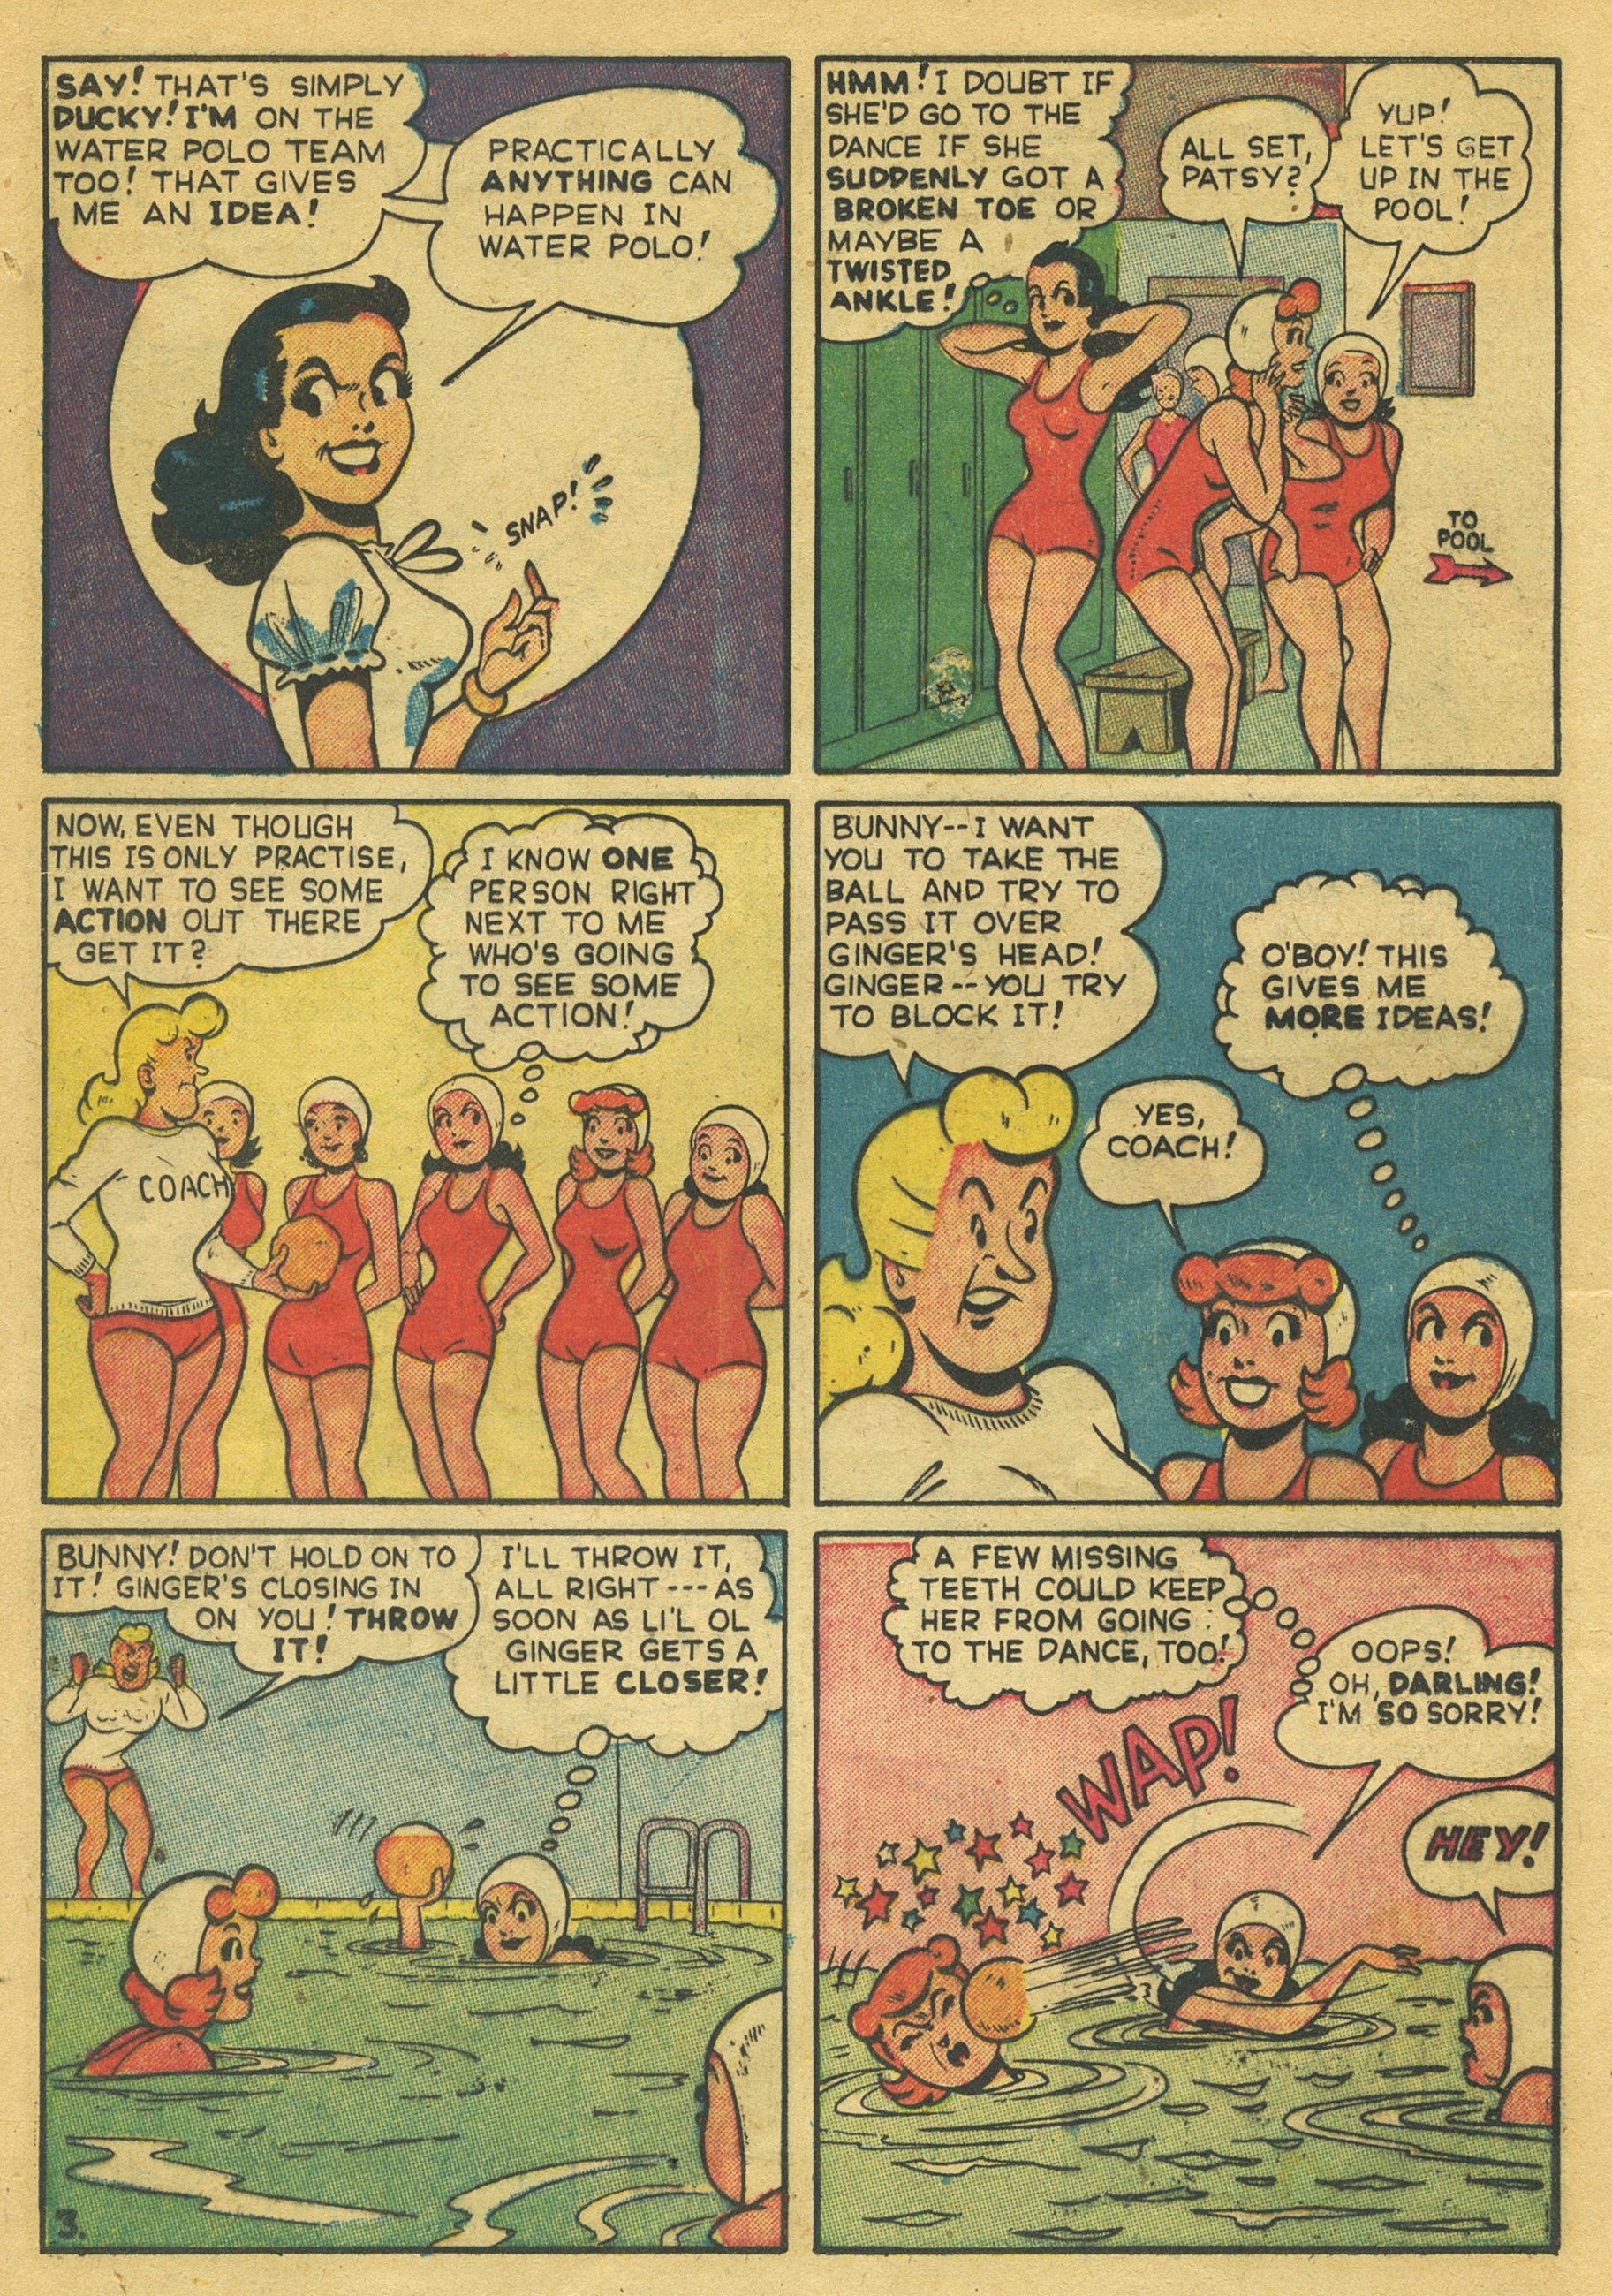 SAY! THAT'S SIMPLY
DUCKY! I'M ON THE
WATER POLO TEAM
TOO! THAT GIVES
ME AN IDEA!
PRACTICALLY
ANYTHING CAN
HAPPEN IN
WATER POLO!
SNAP!
HMM! I DOUBT IF
SHE'D GO TO THE
DANCE IF SHE
SUDDENLY GOT A
BROKEN TOE OR
MAYBE A
TWISTED
ANKLE!
ALL SET,
PATSY?
YUP!
LET'S GET
UP IN THE
POOL!
TO
POOL
NOW, EVEN THOUGH
THIS IS ONLY PRACTISE,
I WANT TO SEE SOME
ACTION OUT THERE
GET IT?
I KNOW ONE
PERSON RIGHT
NEXT TO ME
WHO'S GOING
TO SEE SOME
ACTION!
COACH
BUNNY--I WANT
YOU TO TAKE THE
BALL AND TRY TO
PASS IT OVER
GINGER'S HEAD!
GINGER--YOU TRY
TO BLOCK IT!
YES,
COACH!
O'BOY! THIS
GIVES ME
MORE IDEAS!
BUNNY! DON'T HOLD ON TO
IT! GINGER'S CLOSING IN
ON YOU! THROW
IT!
I'LL THROW IT,
ALL RIGHT---AS
SOON AS LI'L OL
GINGER GETS A
LITTLE CLOSER!
COACH
3.
A FEW MISSING
TEETH COULD KEEP
HER FROM GOING
TO THE DANCE, TOO!
OOPS!
OH, DARLING!
I'M SO SORRY!
WAP!
HEY!